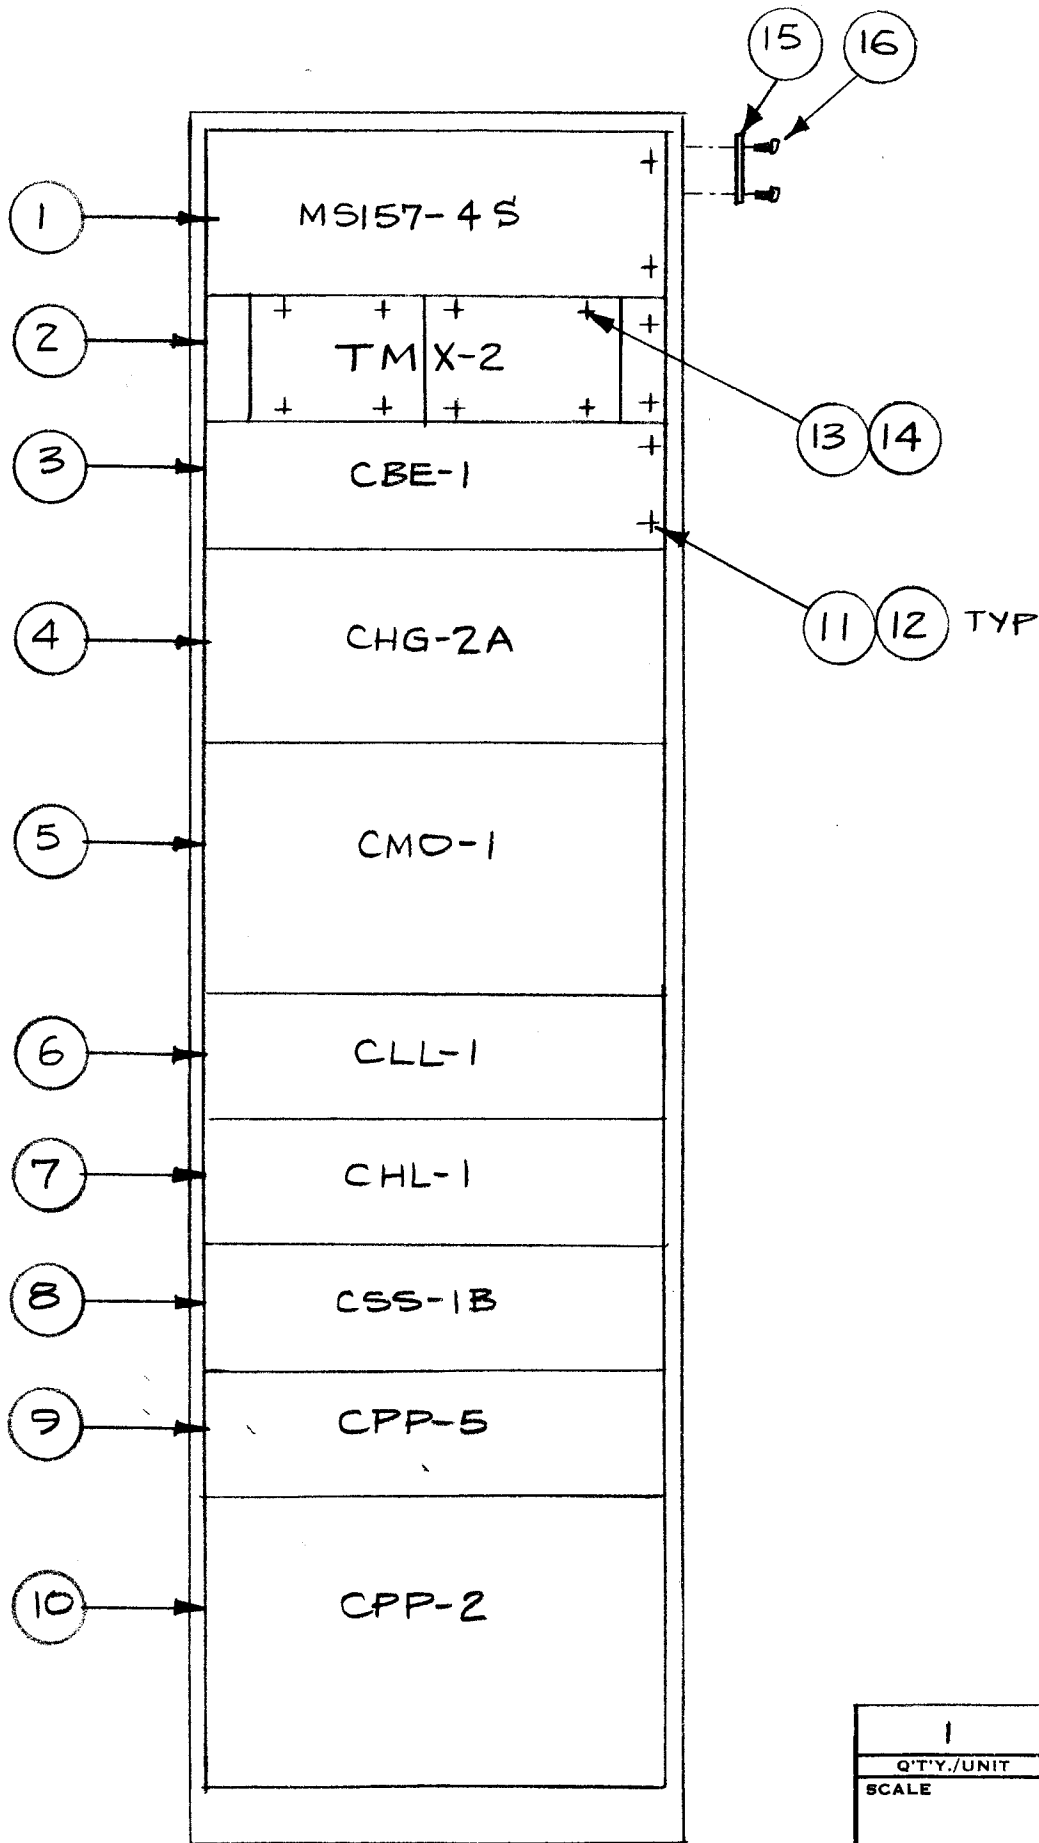 15 16
1 MS157-4S
2 TMX-2
13 14
3 CBE-1
11 12 TYP
4 CHG-2A
5 CMO-1
6 CLL-1
7 CHL-1
8 CSS-1B
9 CPP-5
10 CPP-2
1
Q'T'Y./UNIT
SCALE